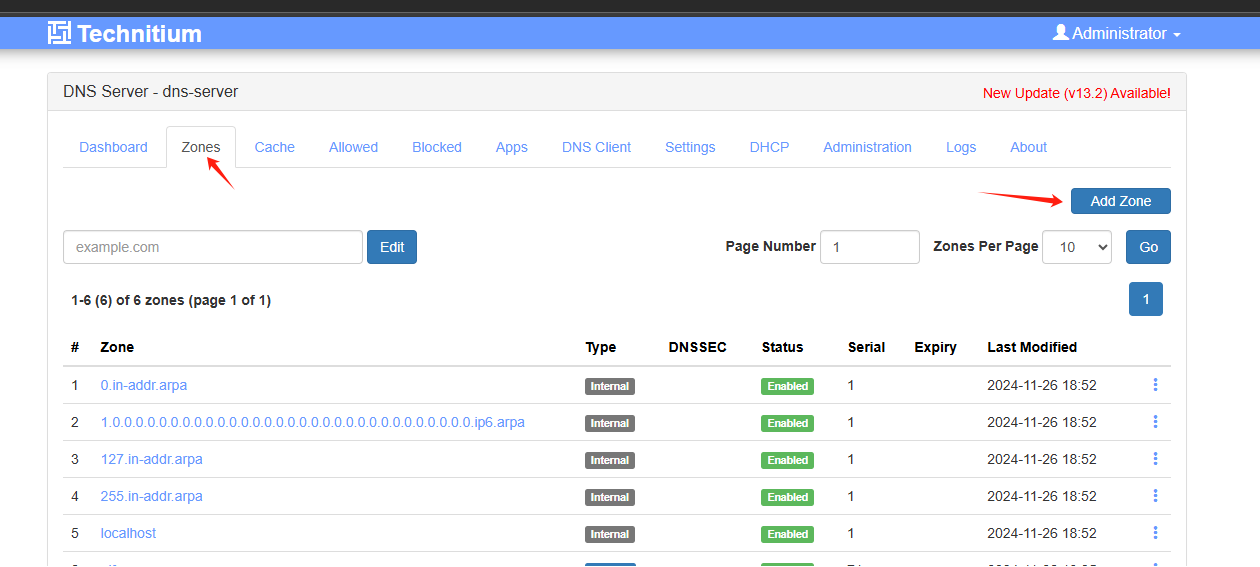 Technitium
Administrator
DNS Server - dns-server
New Update (v13.2) Available!
Dashboard Zones Cache Allowed Blocked Apps DNS Client Settings DHCP Administration Logs About
Add Zone
example.com Edit Page Number 1 Zones Per Page 10 Go
1-6 (6) of 6 zones (page 1 of 1) 1
# Zone Type DNSSEC Status Serial Expiry Last Modified
1 0.in-addr.arpa Internal Enabled 1 2024-11-26 18:52
2 1.0.0.0.0.0.0.0.0.0.0.0.0.0.0.0.0.0.0.0.0.0.0.0.0.0.0.0.0.0.0.0.ip6.arpa Internal Enabled 1 2024-11-26 18:52
3 127.in-addr.arpa Internal Enabled 1 2024-11-26 18:52
4 255.in-addr.arpa Internal Enabled 1 2024-11-26 18:52
5 localhost Internal Enabled 1 2024-11-26 18:52